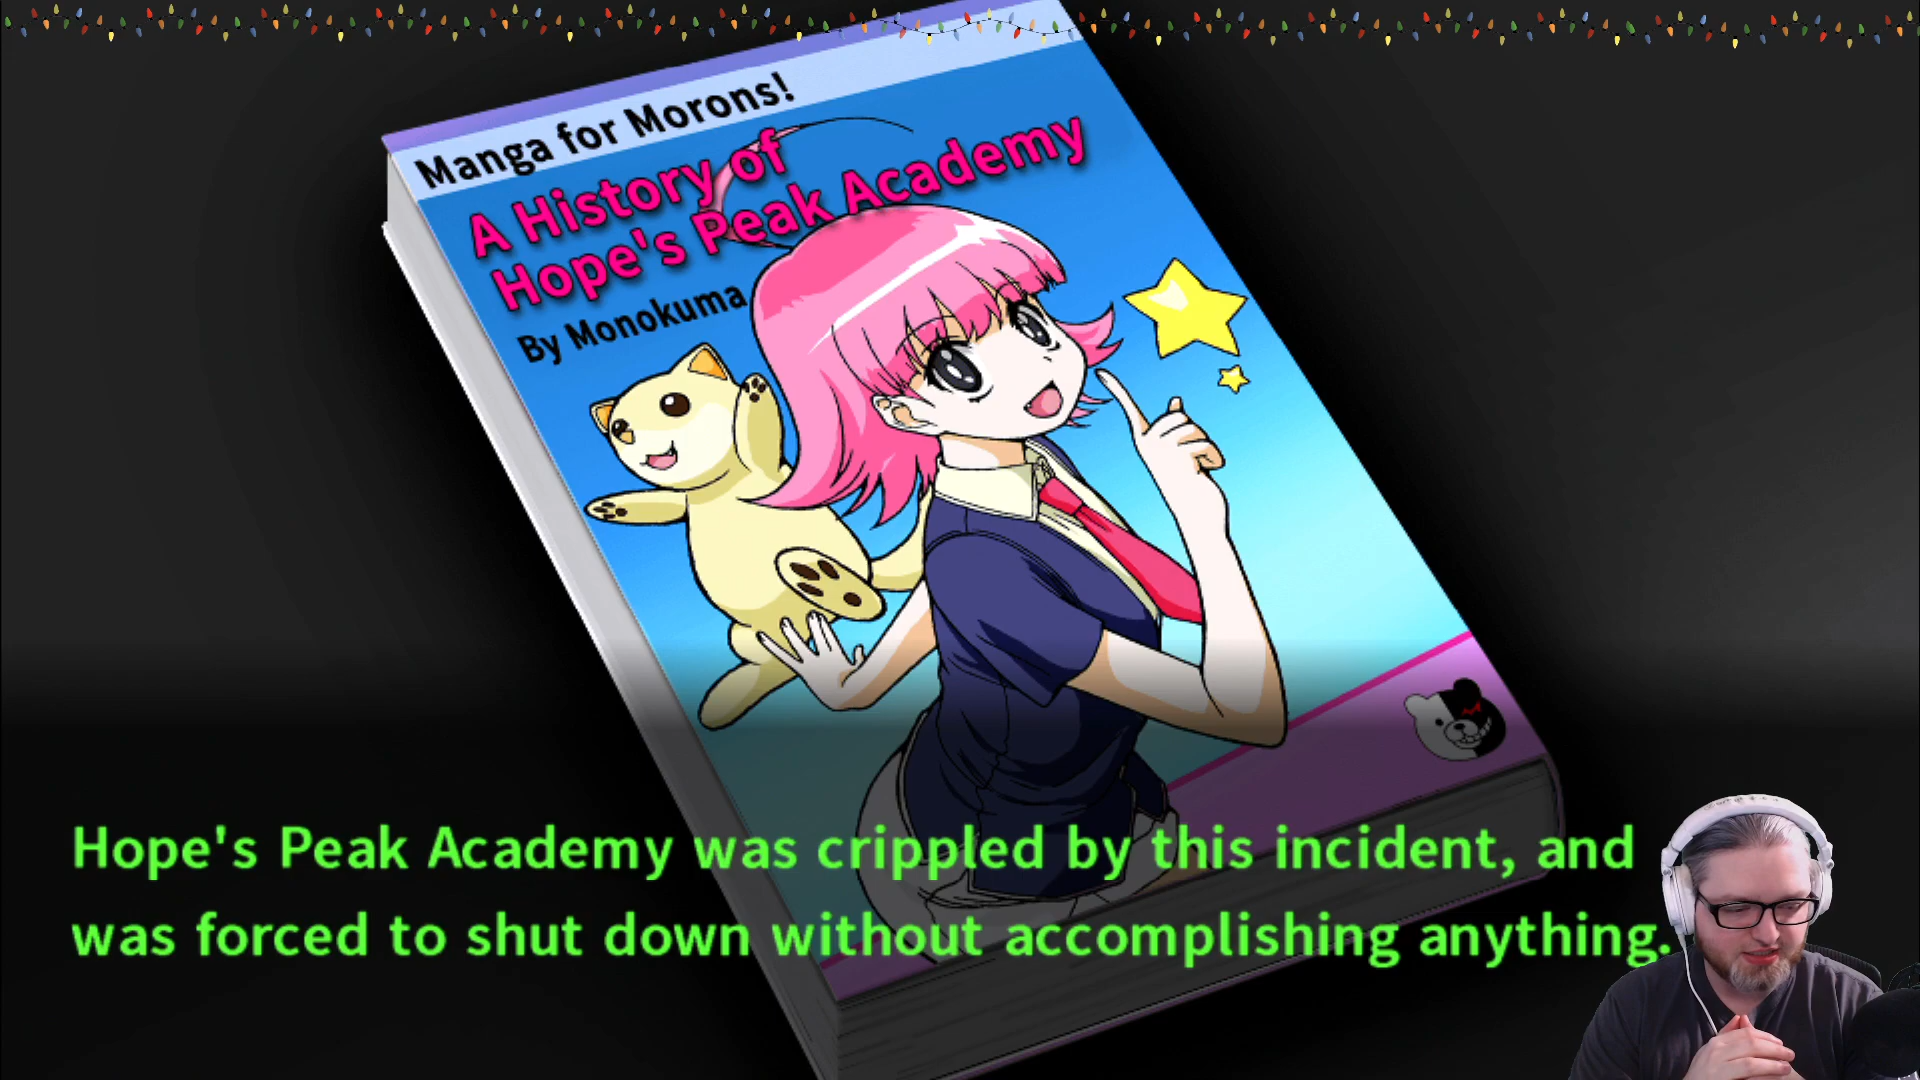 Manga for Morons!
A History of
Hope's Peak Academy
By Monokuma
Hope's Peak Academy was crippled by this incident, and
was forced to shut down without accomplishing anything.